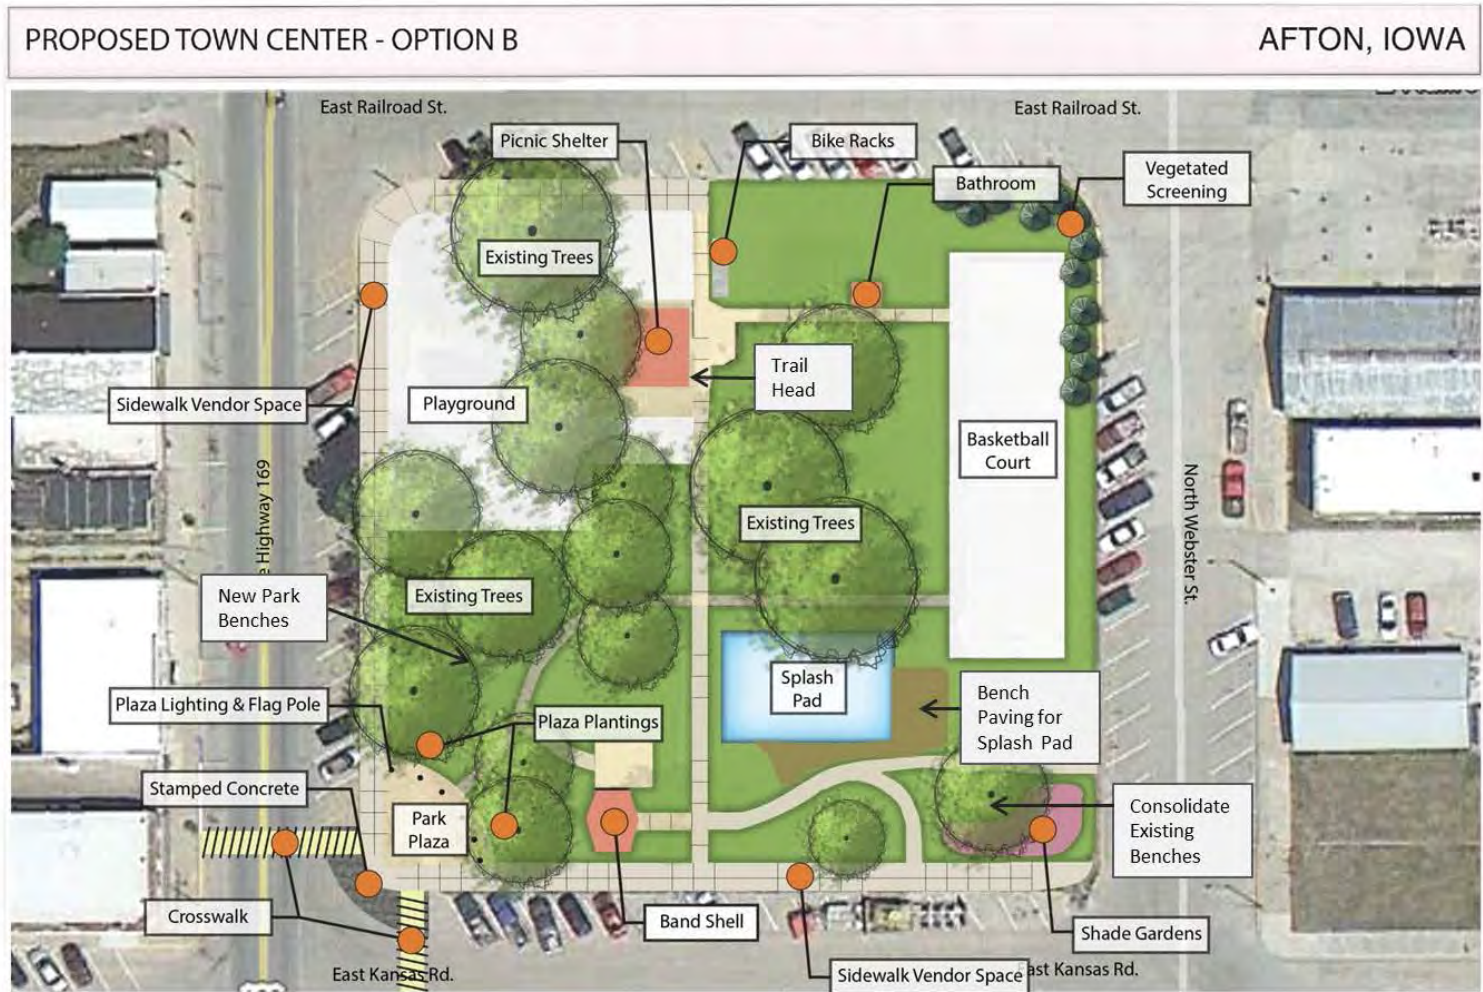 PROPOSED TOWN CENTER - OPTION B
AFTON, IOWA
East Railroad St.
East Railroad St.
Picnic Shelter
Bike Racks
Bathroom
Vegetated
Screening
Existing Trees
Trail
Head
Sidewalk Vendor Space
Playground
Basketball
Court
Highway 169
North Webster St.
Existing Trees
New Park
Benches
Existing Trees
Splash
Pad
Bench
Paving for
Splash Pad
Plaza Lighting & Flag Pole
Plaza Plantings
Stamped Concrete
Park
Plaza
Consolidate
Existing
Benches
Crosswalk
Band Shell
Shade Gardens
East Kansas Rd.
Sidewalk Vendor Space
ast Kansas Rd.